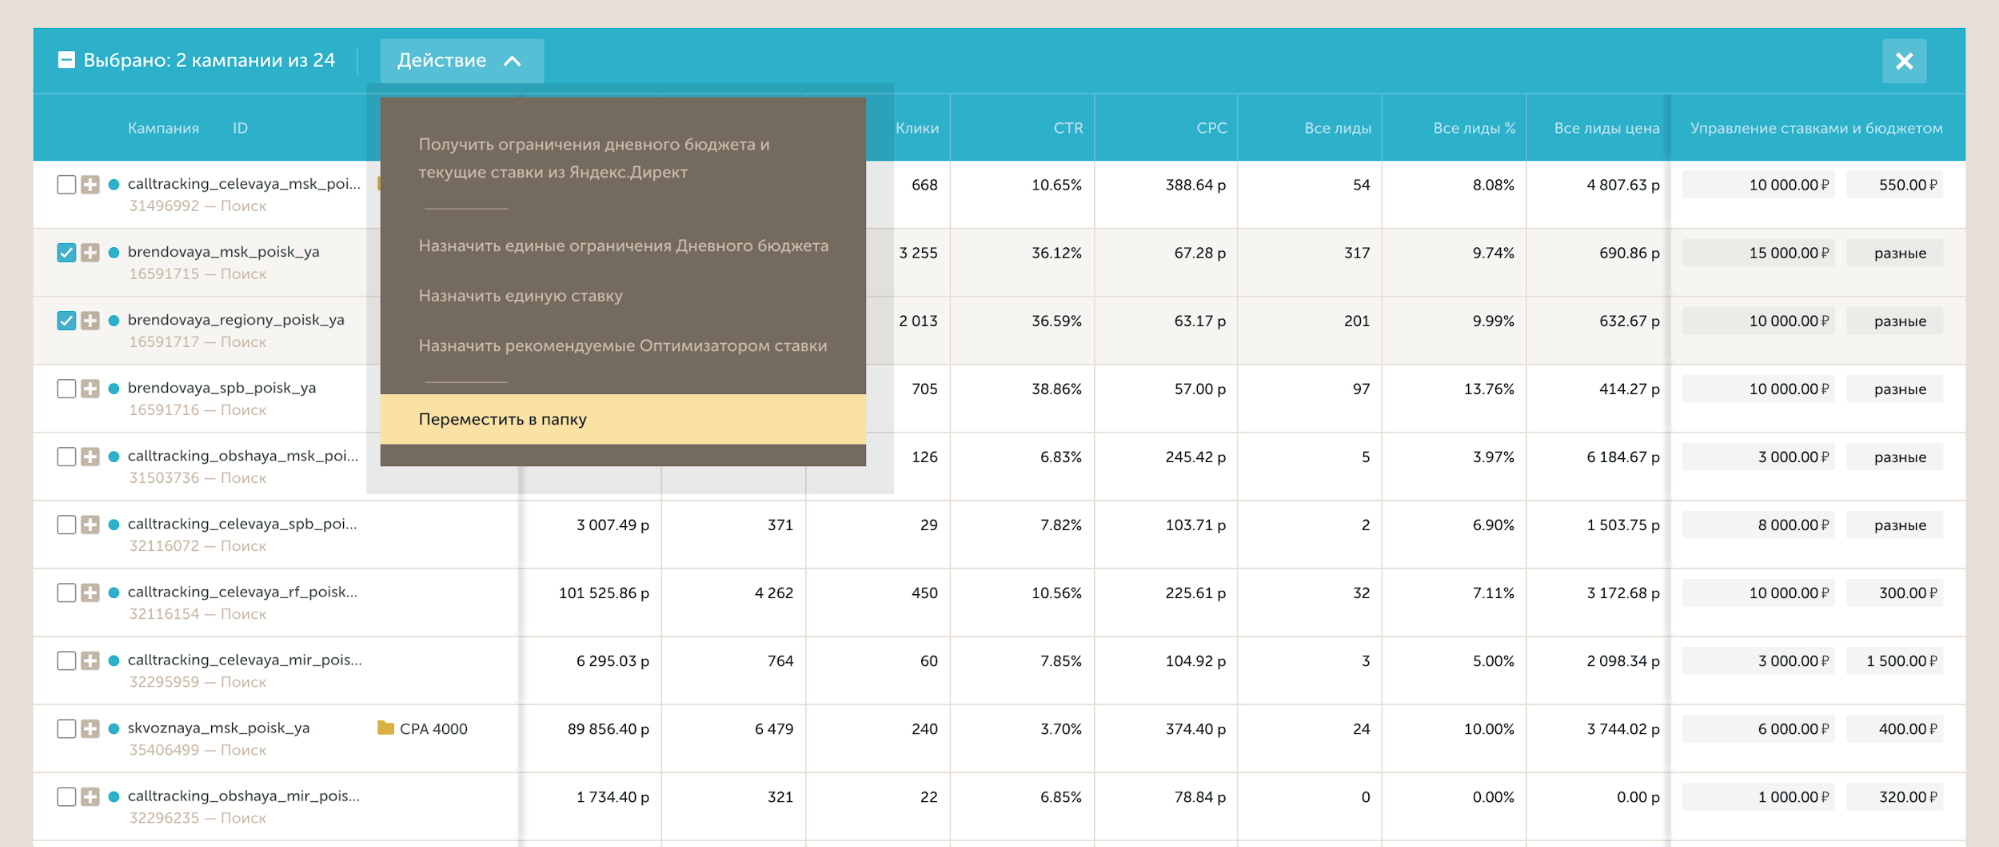 Выбрано: 2 кампании из 24 Действие
Кампания ID Клики CTR CPC Все лиды Все лиды % Все лиды цена Управление ставками и бюджетом
Получить ограничения дневного бюджета и
текущие ставки из Яндекс.Директ
Назначить единые ограничения Дневного бюджета
Назначить единую ставку
Назначить рекомендуемые Оптимизатором ставки
Переместить в папку
calltracking_celevaya_msk_poi... 668 10.65% 388.64 р 54 8.08% 4 807.63 р 10 000.00 ₽ 550.00 ₽
31496992 — Поиск
brendovaya_msk_poisk_ya 3 255 36.12% 67.28 р 317 9.74% 690.86 р 15 000.00 ₽ разные
16591715 — Поиск
brendovaya_regiony_poisk_ya 2 013 36.59% 63.17 р 201 9.99% 632.67 р 10 000.00 ₽ разные
16591717 — Поиск
brendovaya_spb_poisk_ya 705 38.86% 57.00 р 97 13.76% 414.27 р 10 000.00 ₽ разные
16591716 — Поиск
calltracking_obshaya_msk_poi... 126 6.83% 245.42 р 5 3.97% 6 184.67 р 3 000.00 ₽ разные
31503736 — Поиск
calltracking_celevaya_spb_poi... 3 007.49 р 371 29 7.82% 103.71 р 2 6.90% 1 503.75 р 8 000.00 ₽ разные
32116072 — Поиск
calltracking_celevaya_rf_poisk... 101 525.86 р 4 262 450 10.56% 225.61 р 32 7.11% 3 172.68 р 10 000.00 ₽ 300.00 ₽
32116154 — Поиск
calltracking_celevaya_mir_pois... 6 295.03 р 764 60 7.85% 104.92 р 3 5.00% 2 098.34 р 3 000.00 ₽ 1 500.00 ₽
32295959 — Поиск
skvoznaya_msk_poisk_ya CPA 4000 89 856.40 р 6 479 240 3.70% 374.40 р 24 10.00% 3 744.02 р 6 000.00 ₽ 400.00 ₽
35406499 — Поиск
calltracking_obshaya_mir_pois... 1 734.40 р 321 22 6.85% 78.84 р 0 0.00% 0.00 р 1 000.00 ₽ 320.00 ₽
32296235 — Поиск